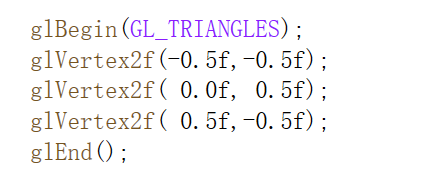 glBegin(GL_TRIANGLES);
glVertex2f(-0.5f,-0.5f);
glVertex2f( 0.0f, 0.5f);
glVertex2f( 0.5f,-0.5f);
glEnd();